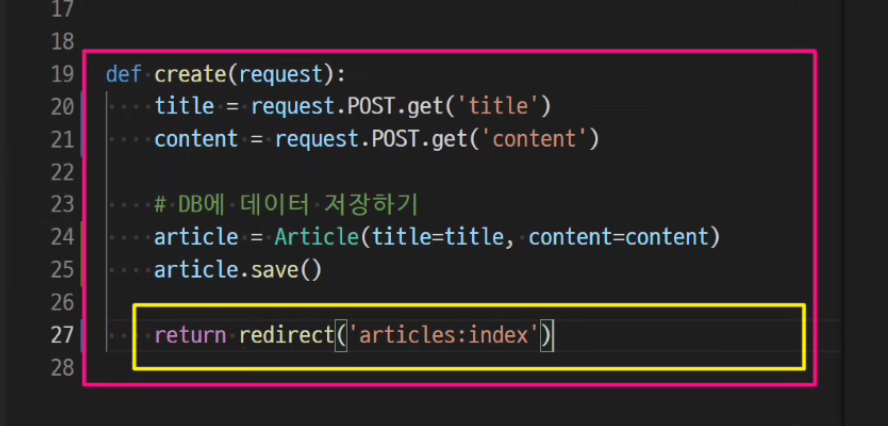 17
18
19 def create(request):
20 title = request.POST.get('title')
21 content = request.POST.get('content')
22
23 # DB에 데이터 저장하기
24 article = Article(title=title, content=content)
25 article.save()
26
27 return redirect('articles:index')
28